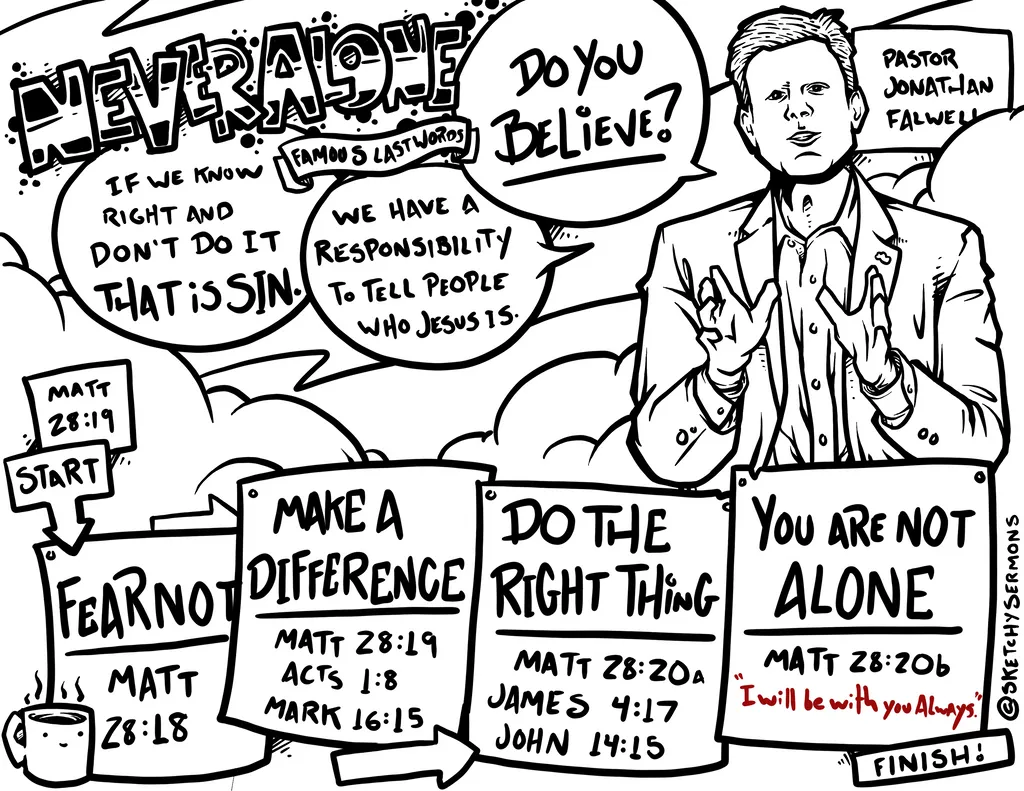 NEVER ALONE
FAMOUS LAST WORDS
DO YOU
BELIEVE?
PASTOR
JONATHAN
FALWELL
IF WE KNOW
RIGHT AND
DON'T DO IT
THAT IS SIN.
WE HAVE A
RESPONSIBILITY
TO TELL PEOPLE
WHO JESUS IS.
MATT
28:19
START
FEAR NOT
MATT
28:18
MAKE A
DIFFERENCE
MATT 28:19
ACTS 1:8
MARK 16:15
DO THE
RIGHT THING
MATT 28:20a
JAMES 4:17
JOHN 14:15
YOU ARE NOT
ALONE
MATT 28:20b
"I will be with you Always."
FINISH!
@SKETCHYSERMONS